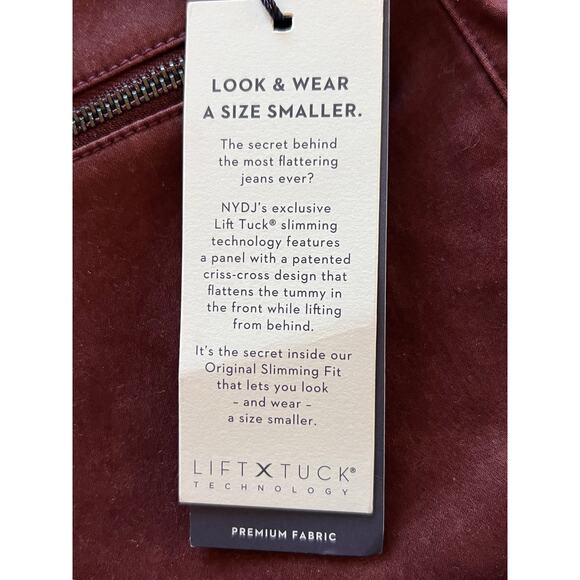 LOOK & WEAR
A SIZE SMALLER.
The secret behind
the most flattering
jeans ever?
NYDJ's exclusive
Lift Tuck® slimming
technology features
a panel with a patented
criss-cross design that
flattens the tummy in
the front while lifting
from behind.
It's the secret inside our
Original Slimming Fit
that lets you look
– and wear –
a size smaller.
LIFT X TUCK®
TECHNOLOGY
PREMIUM FABRIC